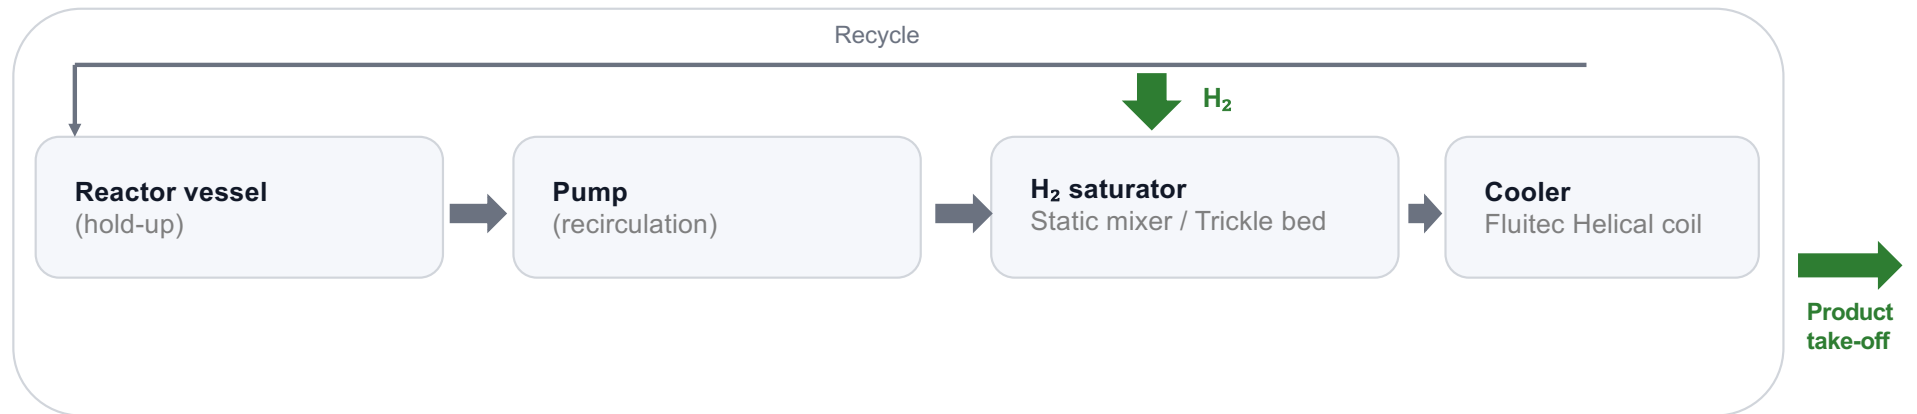 Recycle
H₂
Reactor vessel
(hold-up)
Pump
(recirculation)
H₂ saturator
Static mixer / Trickle bed
Cooler
Fluitec Helical coil
Product
take-off